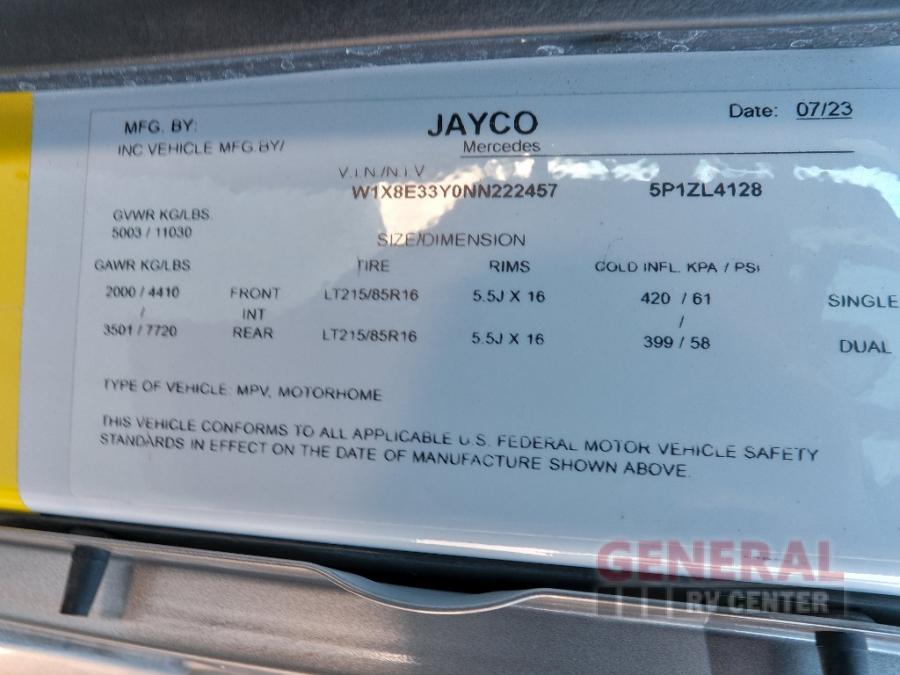 MFG. BY: JAYCO Date: 07/23
INC VEHICLE MFG.BY/ Mercedes
V.I.N/N.I.V
W1X8E33Y0NN222457 5P1ZL4128
GVWR KG/LBS.
5003 / 11030
SIZE/DIMENSION
GAWR KG/LBS TIRE RIMS COLD INFL. KPA / PSI
2000 / 4410 FRONT LT215/85R16 5.5J X 16 420 / 61 SINGLE
/ INT /
3501 / 7720 REAR LT215/85R16 5.5J X 16 399 / 58 DUAL
TYPE OF VEHICLE: MPV, MOTORHOME
THIS VEHICLE CONFORMS TO ALL APPLICABLE U.S. FEDERAL MOTOR VEHICLE SAFETY
STANDARDS IN EFFECT ON THE DATE OF MANUFACTURE SHOWN ABOVE.
GENERAL
RV CENTER